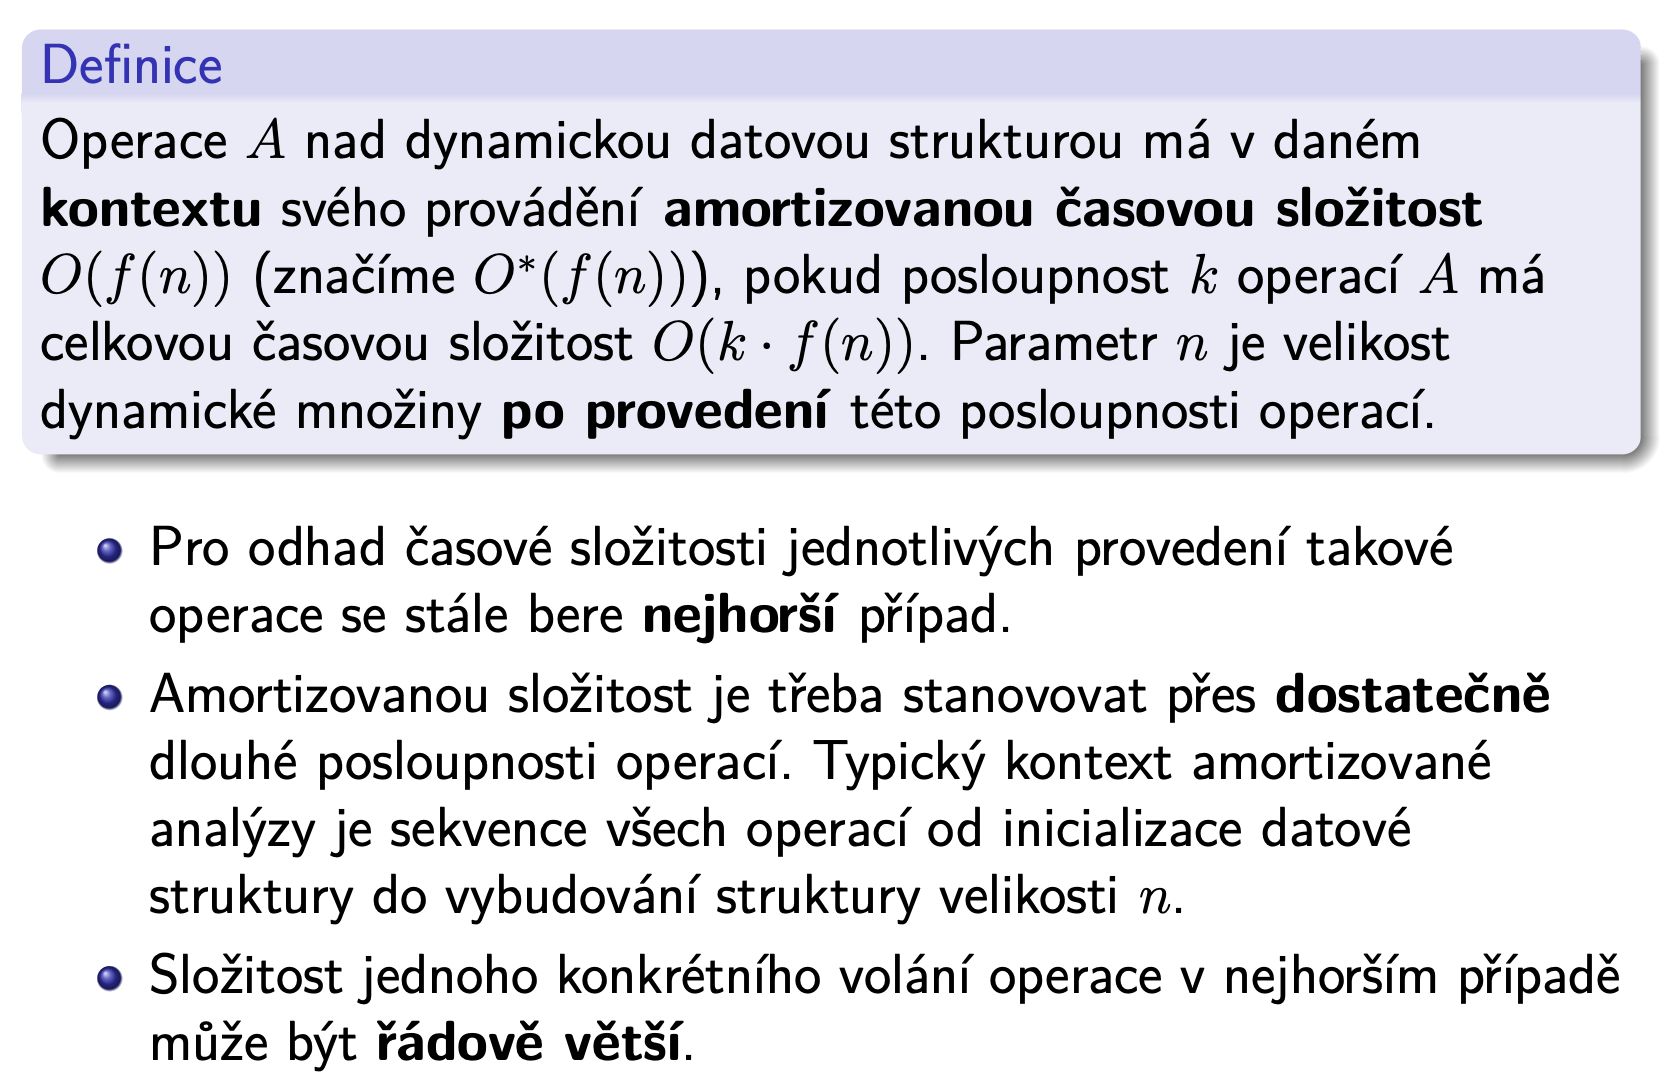 Definice
Operace A nad dynamickou datovou strukturou má v daném
kontextu svého provádění amortizovanou časovou složitost
O(f(n)) (značíme O*(f(n))), pokud posloupnost k operací A má
celkovou časovou složitost O(k · f(n)). Parametr n je velikost
dynamické množiny po provedení této posloupnosti operací.
Pro odhad časové složitosti jednotlivých provedení takové
operace se stále bere nejhorší případ.
Amortizovanou složitost je třeba stanovovat přes dostatečně
dlouhé posloupnosti operací. Typický kontext amortizované
analýzy je sekvence všech operací od inicializace datové
struktury do vybudování struktury velikosti n.
Složitost jednoho konkrétního volání operace v nejhorším případě
může být řádově větší.